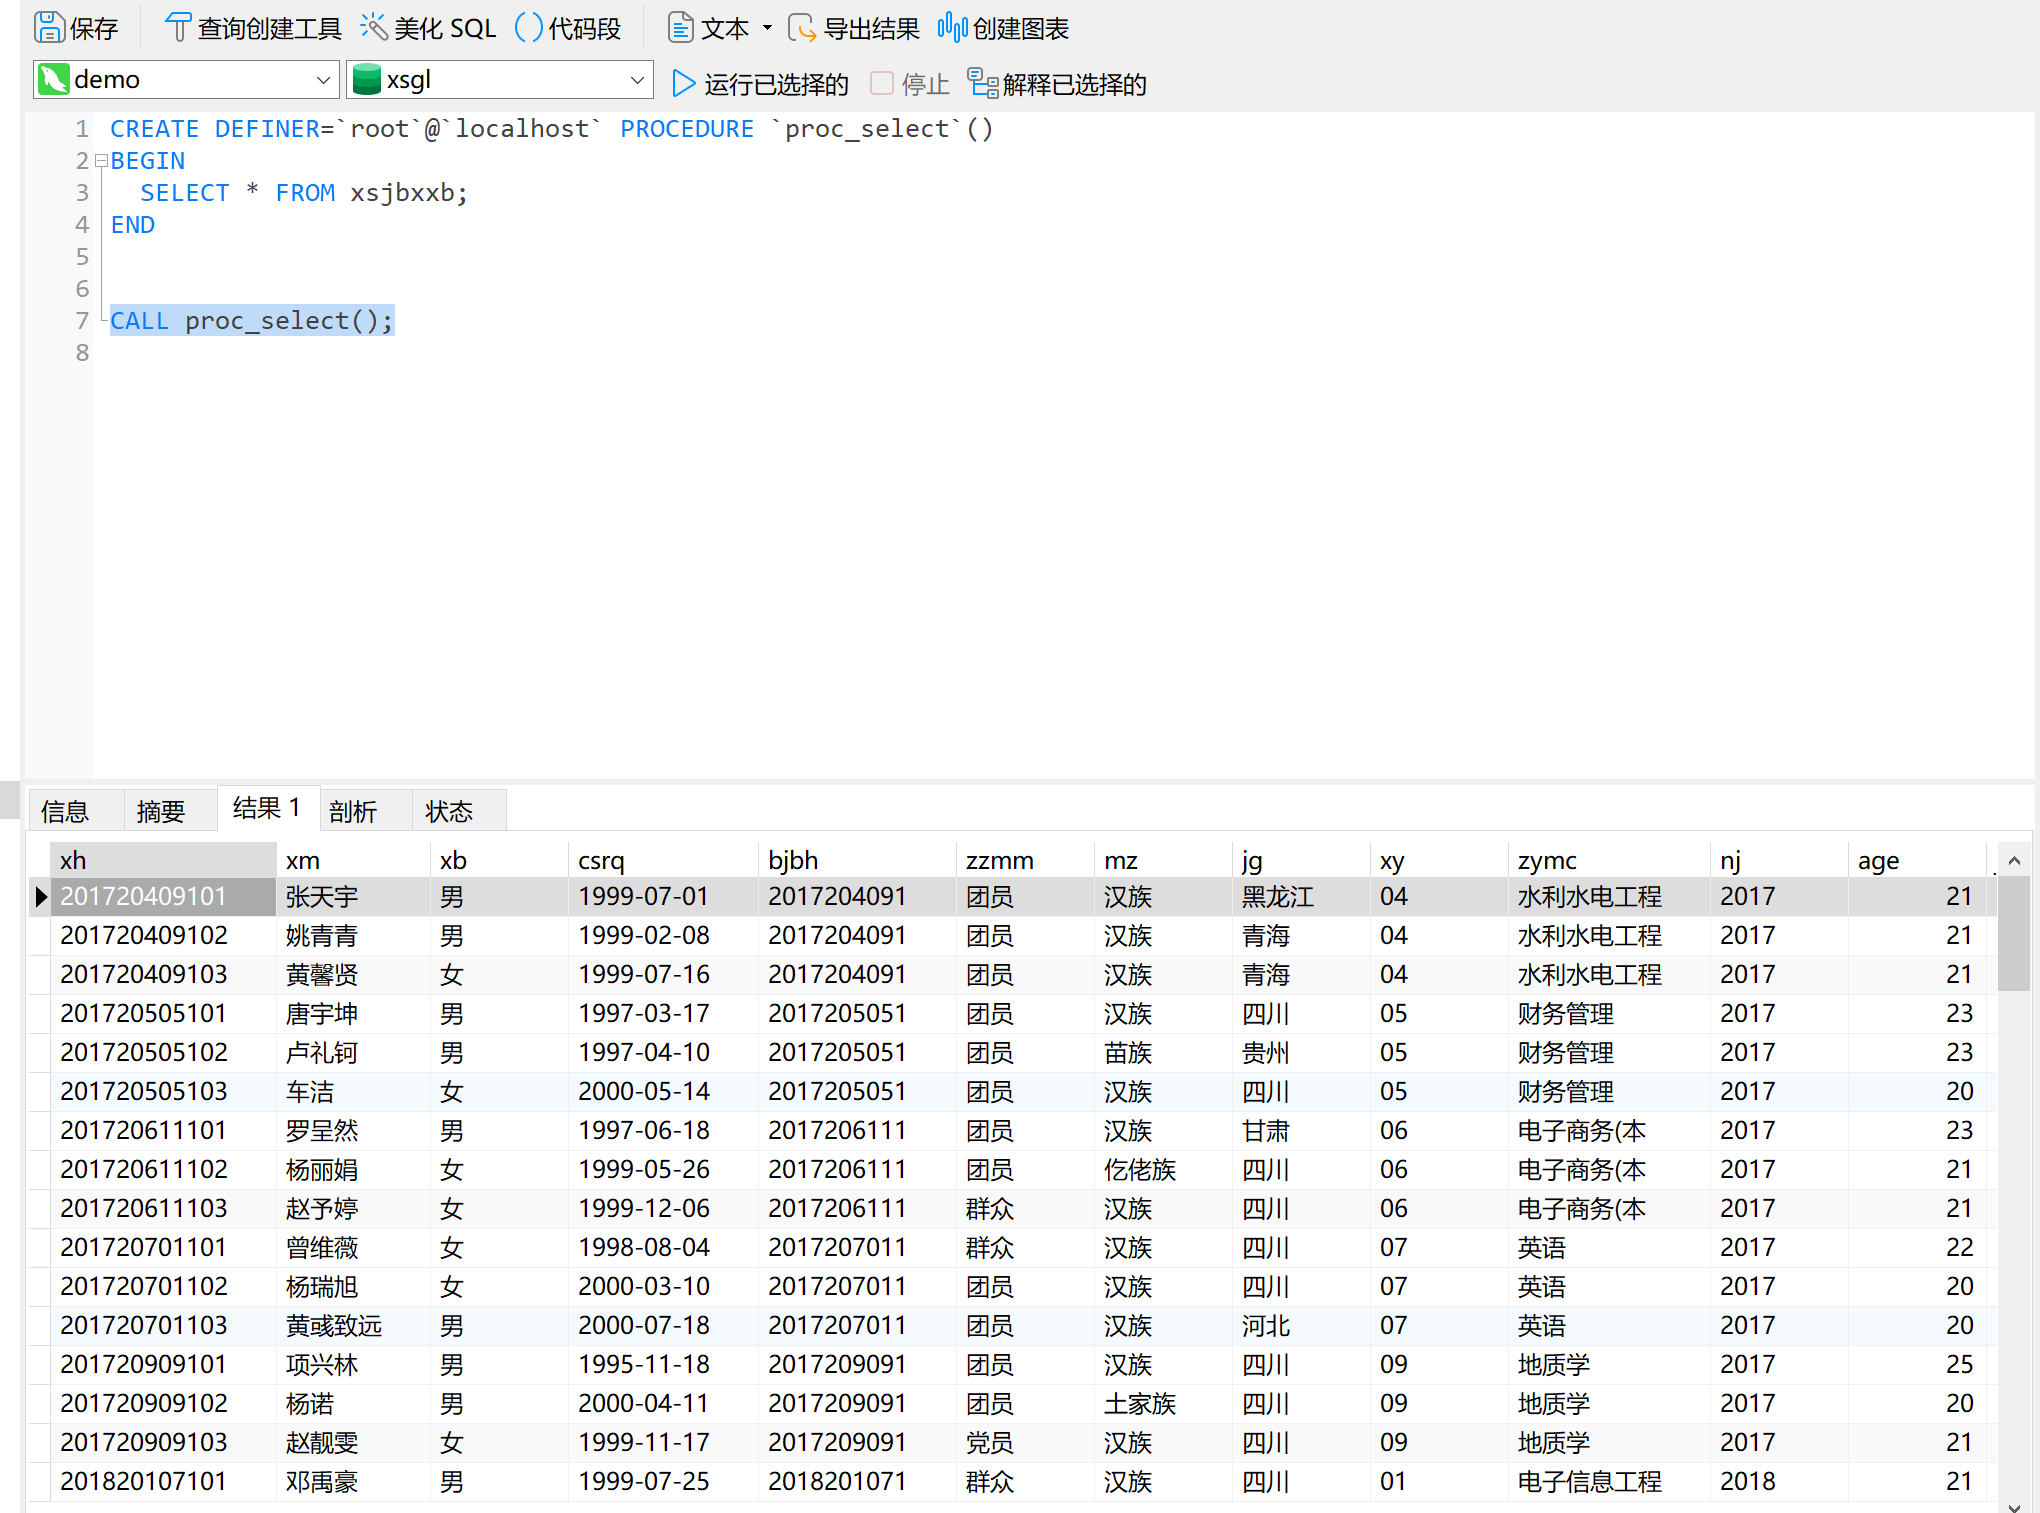 保存 查询创建工具 美化 SQL 代码段 文本 导出结果 创建图表
demo xsgl 运行已选择的 停止 解释已选择的
1 CREATE DEFINER=`root`@`localhost` PROCEDURE `proc_select`()
2 BEGIN
3 SELECT * FROM xsjbxxb;
4 END
5
6
7 CALL proc_select();
8
信息 摘要 结果 1 剖析 状态
xh xm xb csrq bjbh zzmm mz jg xy zymc nj age
201720409101 张天宇 男 1999-07-01 2017204091 团员 汉族 黑龙江 04 水利水电工程 2017 21
201720409102 姚青青 男 1999-02-08 2017204091 团员 汉族 青海 04 水利水电工程 2017 21
201720409103 黄馨贤 女 1999-07-16 2017204091 团员 汉族 青海 04 水利水电工程 2017 21
201720505101 唐宇坤 男 1997-03-17 2017205051 团员 汉族 四川 05 财务管理 2017 23
201720505102 卢礼钶 男 1997-04-10 2017205051 团员 苗族 贵州 05 财务管理 2017 23
201720505103 车洁 女 2000-05-14 2017205051 团员 汉族 四川 05 财务管理 2017 20
201720611101 罗呈然 男 1997-06-18 2017206111 团员 汉族 甘肃 06 电子商务(本 2017 23
201720611102 杨丽娟 女 1999-05-26 2017206111 团员 仡佬族 四川 06 电子商务(本 2017 21
201720611103 赵予婷 女 1999-12-06 2017206111 群众 汉族 四川 06 电子商务(本 2017 21
201720701101 曾维薇 女 1998-08-04 2017207011 群众 汉族 四川 07 英语 2017 22
201720701102 杨瑞旭 女 2000-03-10 2017207011 团员 汉族 四川 07 英语 2017 20
201720701103 黄彧致远 男 2000-07-18 2017207011 团员 汉族 河北 07 英语 2017 20
201720909101 项兴林 男 1995-11-18 2017209091 团员 汉族 四川 09 地质学 2017 25
201720909102 杨诺 男 2000-04-11 2017209091 团员 土家族 四川 09 地质学 2017 20
201720909103 赵靓雯 女 1999-11-17 2017209091 党员 汉族 四川 09 地质学 2017 21
201820107101 邓禹豪 男 1999-07-25 2018201071 群众 汉族 四川 01 电子信息工程 2018 21